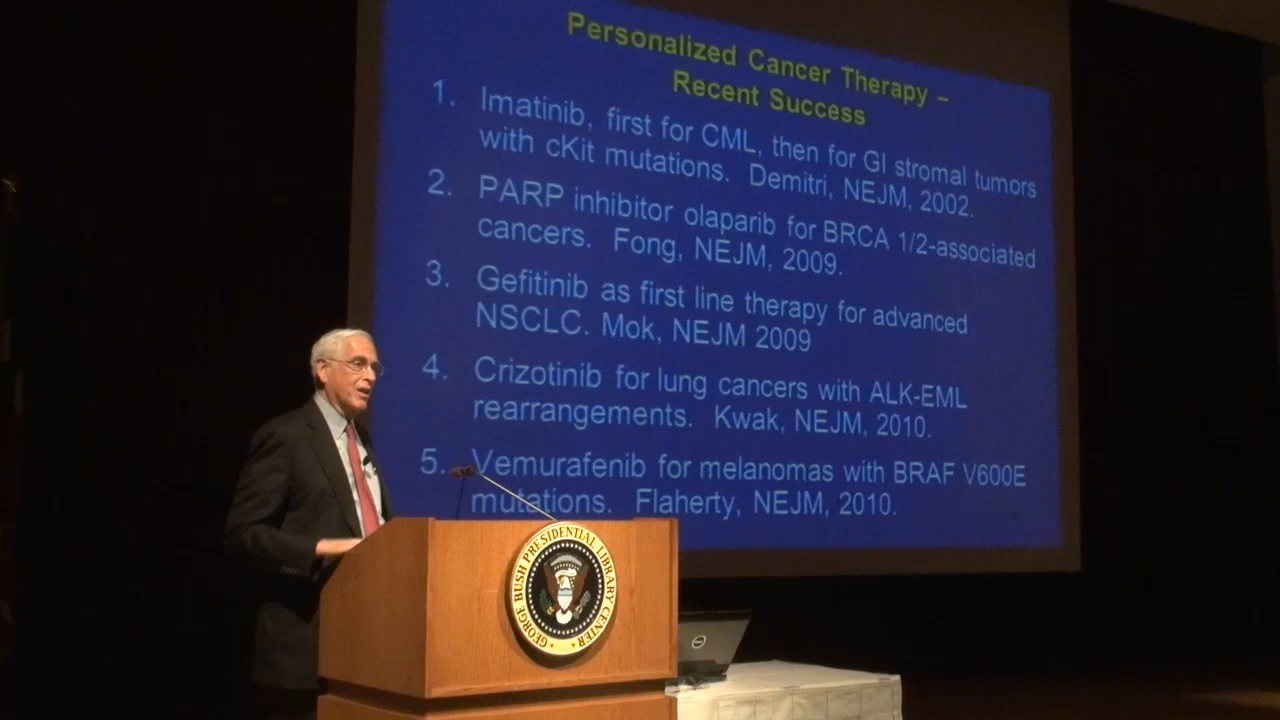 Personalized Cancer Therapy –
Recent Success
1. Imatinib, first for CML, then for GI stromal tumors
with cKit mutations. Demitri, NEJM, 2002.
2. PARP inhibitor olaparib for BRCA 1/2-associated
cancers. Fong, NEJM, 2009.
3. Gefitinib as first line therapy for advanced
NSCLC. Mok, NEJM 2009
4. Crizotinib for lung cancers with ALK-EML
rearrangements. Kwak, NEJM, 2010.
5. Vemurafenib for melanomas with BRAF V600E
mutations. Flaherty, NEJM, 2010.
GEORGE BUSH PRESIDENTIAL LIBRARY CENTER
DELL